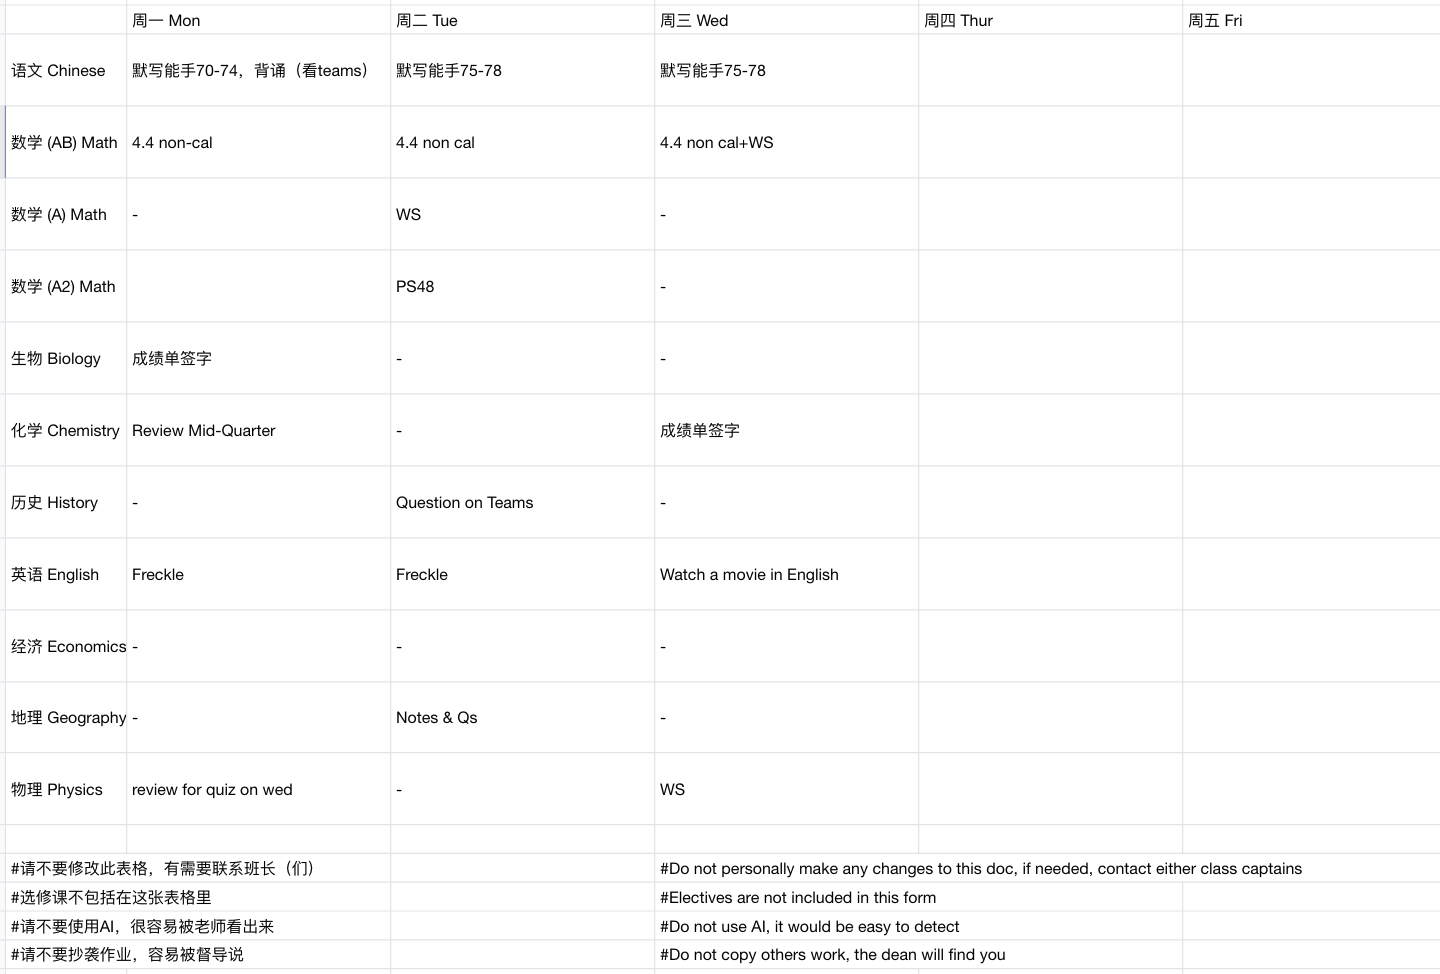 周一 Mon 周二 Tue 周三 Wed 周四 Thur 周五 Fri
语文 Chinese 默写能手70-74，背诵（看teams） 默写能手75-78 默写能手75-78
数学 (AB) Math 4.4 non-cal 4.4 non cal 4.4 non cal+WS
数学 (A) Math - WS -
数学 (A2) Math PS48 -
生物 Biology 成绩单签字 - -
化学 Chemistry Review Mid-Quarter - 成绩单签字
历史 History - Question on Teams -
英语 English Freckle Freckle Watch a movie in English
经济 Economics - - -
地理 Geography - Notes & Qs -
物理 Physics review for quiz on wed - WS
#请不要修改此表格，有需要联系班长（们） #Do not personally make any changes to this doc, if needed, contact either class captains
#选修课不包括在这张表格里 #Electives are not included in this form
#请不要使用AI，很容易被老师看出来 #Do not use AI, it would be easy to detect
#请不要抄袭作业，容易被督导说 #Do not copy others work, the dean will find you